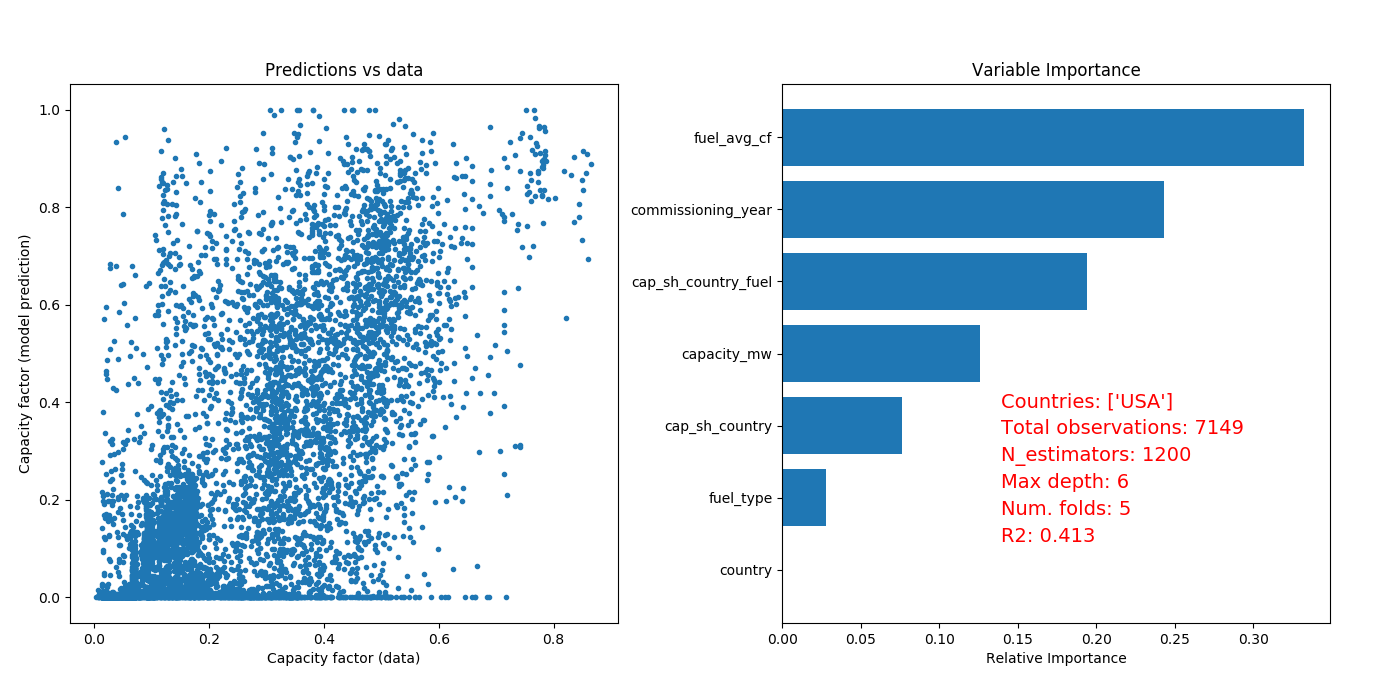 Predictions vs data
1.0
0.8
0.6
0.4
0.2
0.0
Capacity factor (model prediction)
0.0 0.2 0.4 0.6 0.8
Capacity factor (data)
Variable Importance
fuel_avg_cf
commissioning_year
cap_sh_country_fuel
capacity_mw
cap_sh_country
fuel_type
country
Countries: ['USA']
Total observations: 7149
N_estimators: 1200
Max depth: 6
Num. folds: 5
R2: 0.413
0.00 0.05 0.10 0.15 0.20 0.25 0.30
Relative Importance